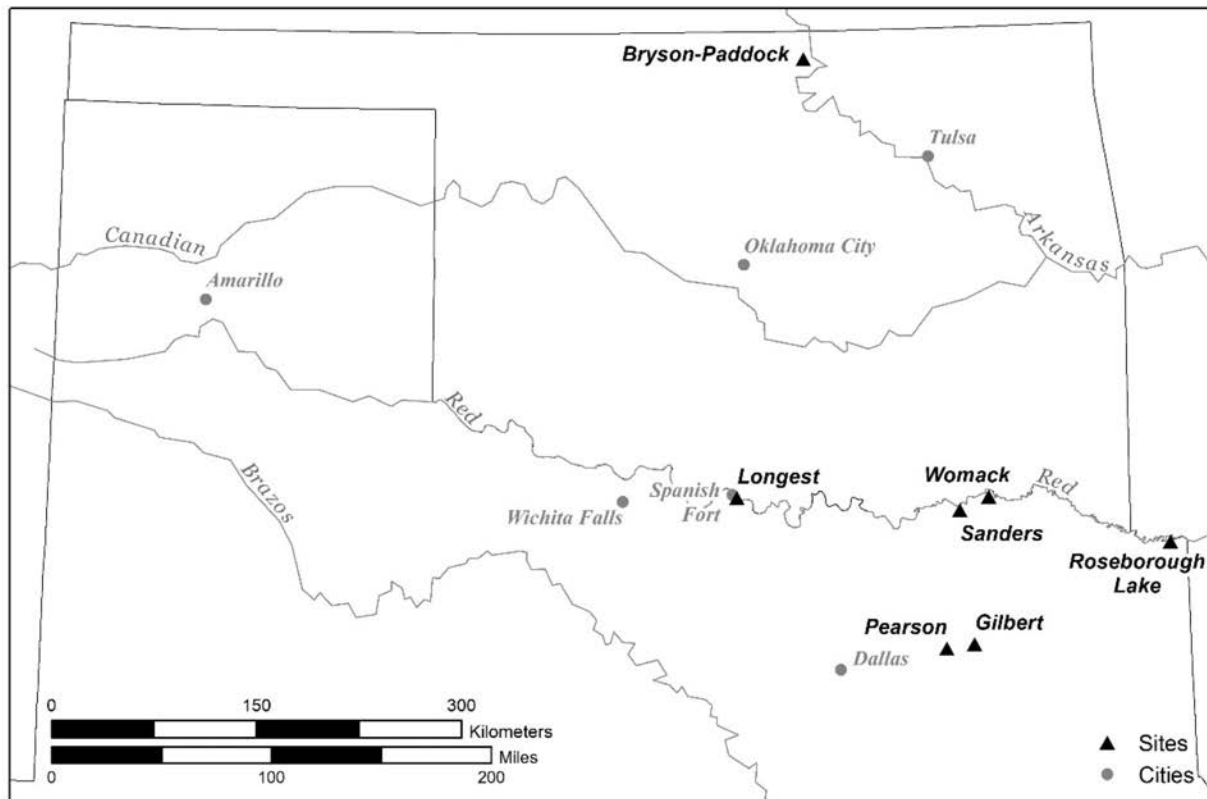 Bryson-Paddock
Tulsa
Canadian
Oklahoma City
Arkansas
Amarillo
Red
Brazos
Longest
Womack
Red
Spanish
Fort
Wichita Falls
Sanders
Roseborough
Lake
Pearson
Gilbert
Dallas
0 150 300
Kilometers
Miles
0 100 200
Sites
Cities